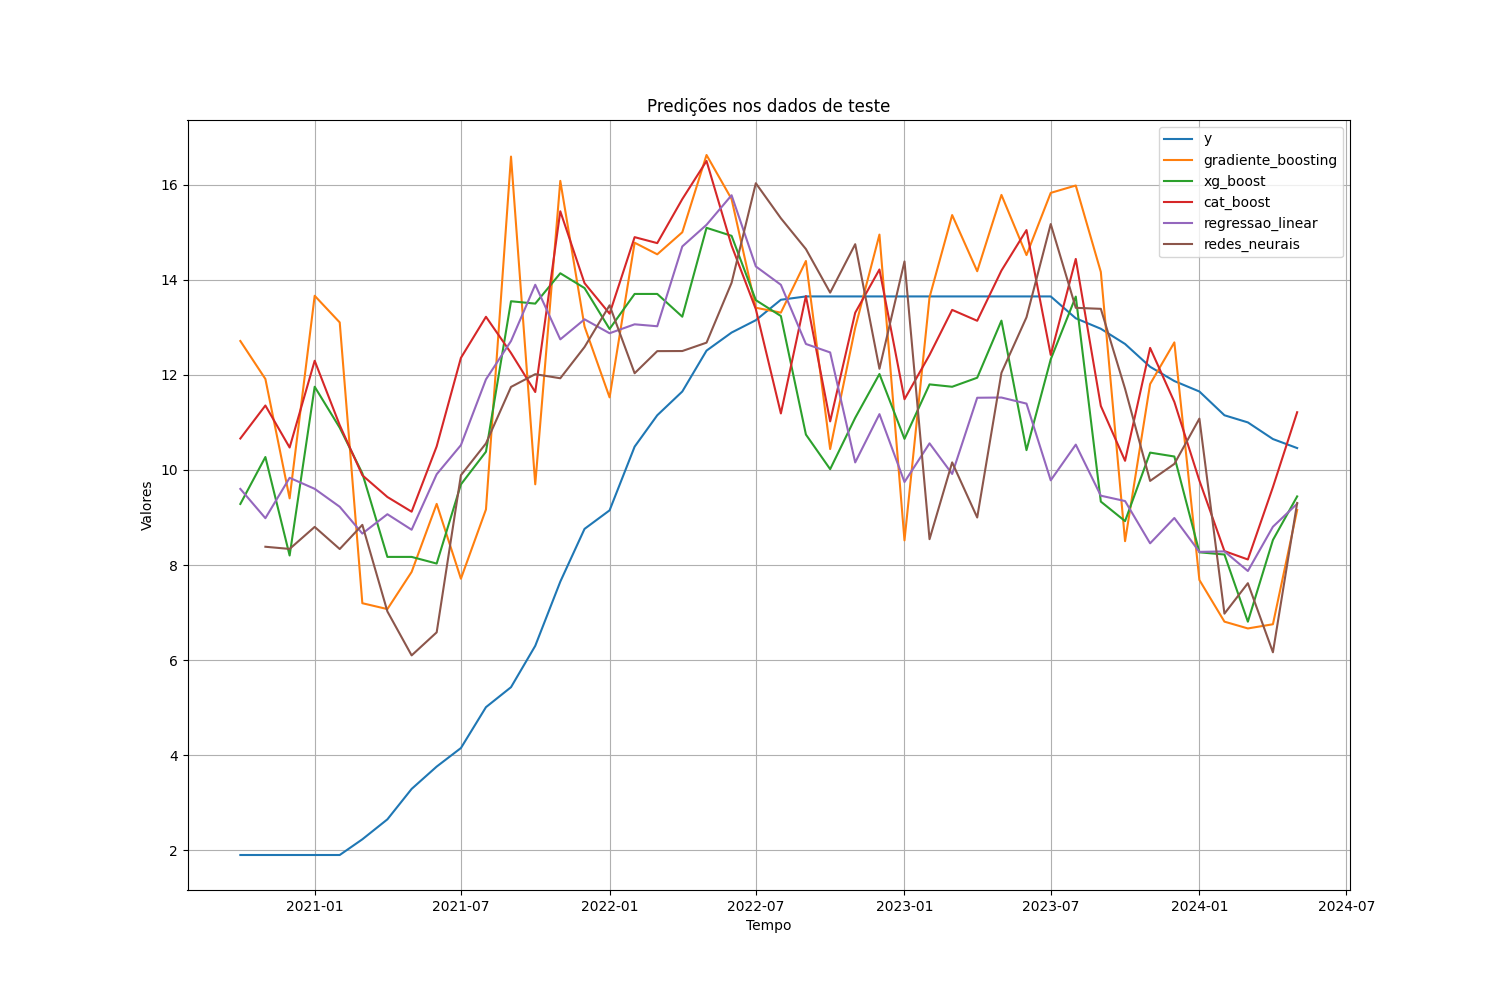 Predições nos dados de teste
y
gradiente_boosting
xg_boost
cat_boost
regressao_linear
redes_neurais
Valores
16
14
12
10
8
6
4
2
2021-01
2021-07
2022-01
2022-07
2023-01
2023-07
2024-01
2024-07
Tempo